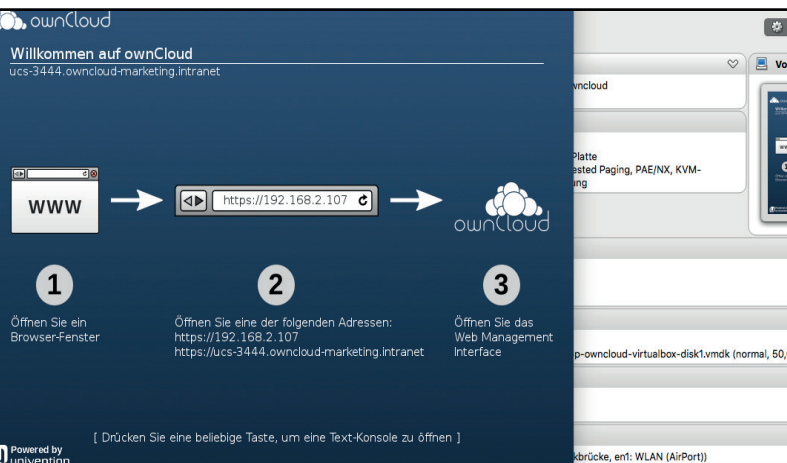 ownCloud
Willkommen auf ownCloud
ucs-3444.owncloud-marketing.intranet
www
https://192.168.2.107
ownCloud
1
2
3
Öffnen Sie ein
Browser-Fenster
Öffnen Sie eine der folgenden Adressen:
https://192.168.2.107
https://ucs-3444.owncloud-marketing.intranet
Öffnen Sie das
Web Management
Interface
[ Drücken Sie eine beliebige Taste, um eine Text-Konsole zu öffnen ]
Powered by
univention
Vo
wncloud
Platte
ested Paging, PAE/NX, KVM-
ung
p-owncloud-virtualbox-disk1.vmdk (normal, 50,
kbrücke, en1: WLAN (AirPort))